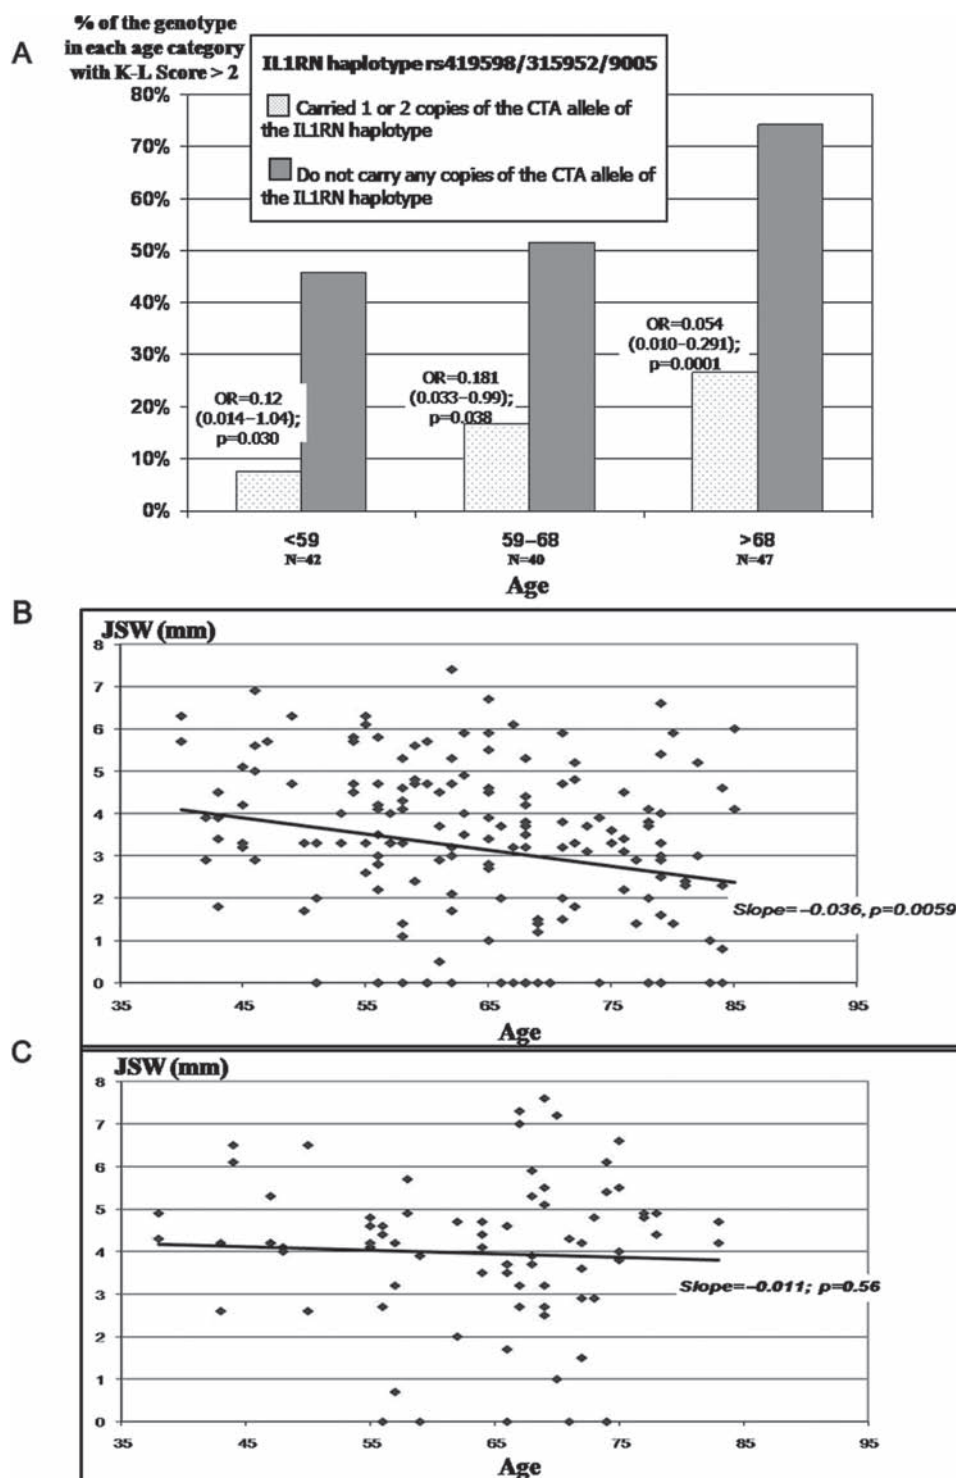 A
% of the genotype
in each age category
with K-L Score > 2
IL1RN haplotype rs419598/315952/9005
Carried 1 or 2 copies of the CTA allele of
the IL1RN haplotype
Do not carry any copies of the CTA allele of
the IL1RN haplotype
80%
70%
60%
50%
40%
30%
20%
10%
0%
OR=0.12
(0.014–1.04);
p=0.030
OR=0.181
(0.033–0.99);
p=0.038
OR=0.054
(0.010–0.291);
p=0.0001
<59
N=42
59–68
N=40
>68
N=47
Age
B
JSW (mm)
8
7
6
5
4
3
2
1
0
Slope=–0.036, p=0.0059
35 45 55 65 75 85 95
Age
C
JSW (mm)
8
7
6
5
4
3
2
1
0
Slope=–0.011; p=0.56
35 45 55 65 75 85 95
Age